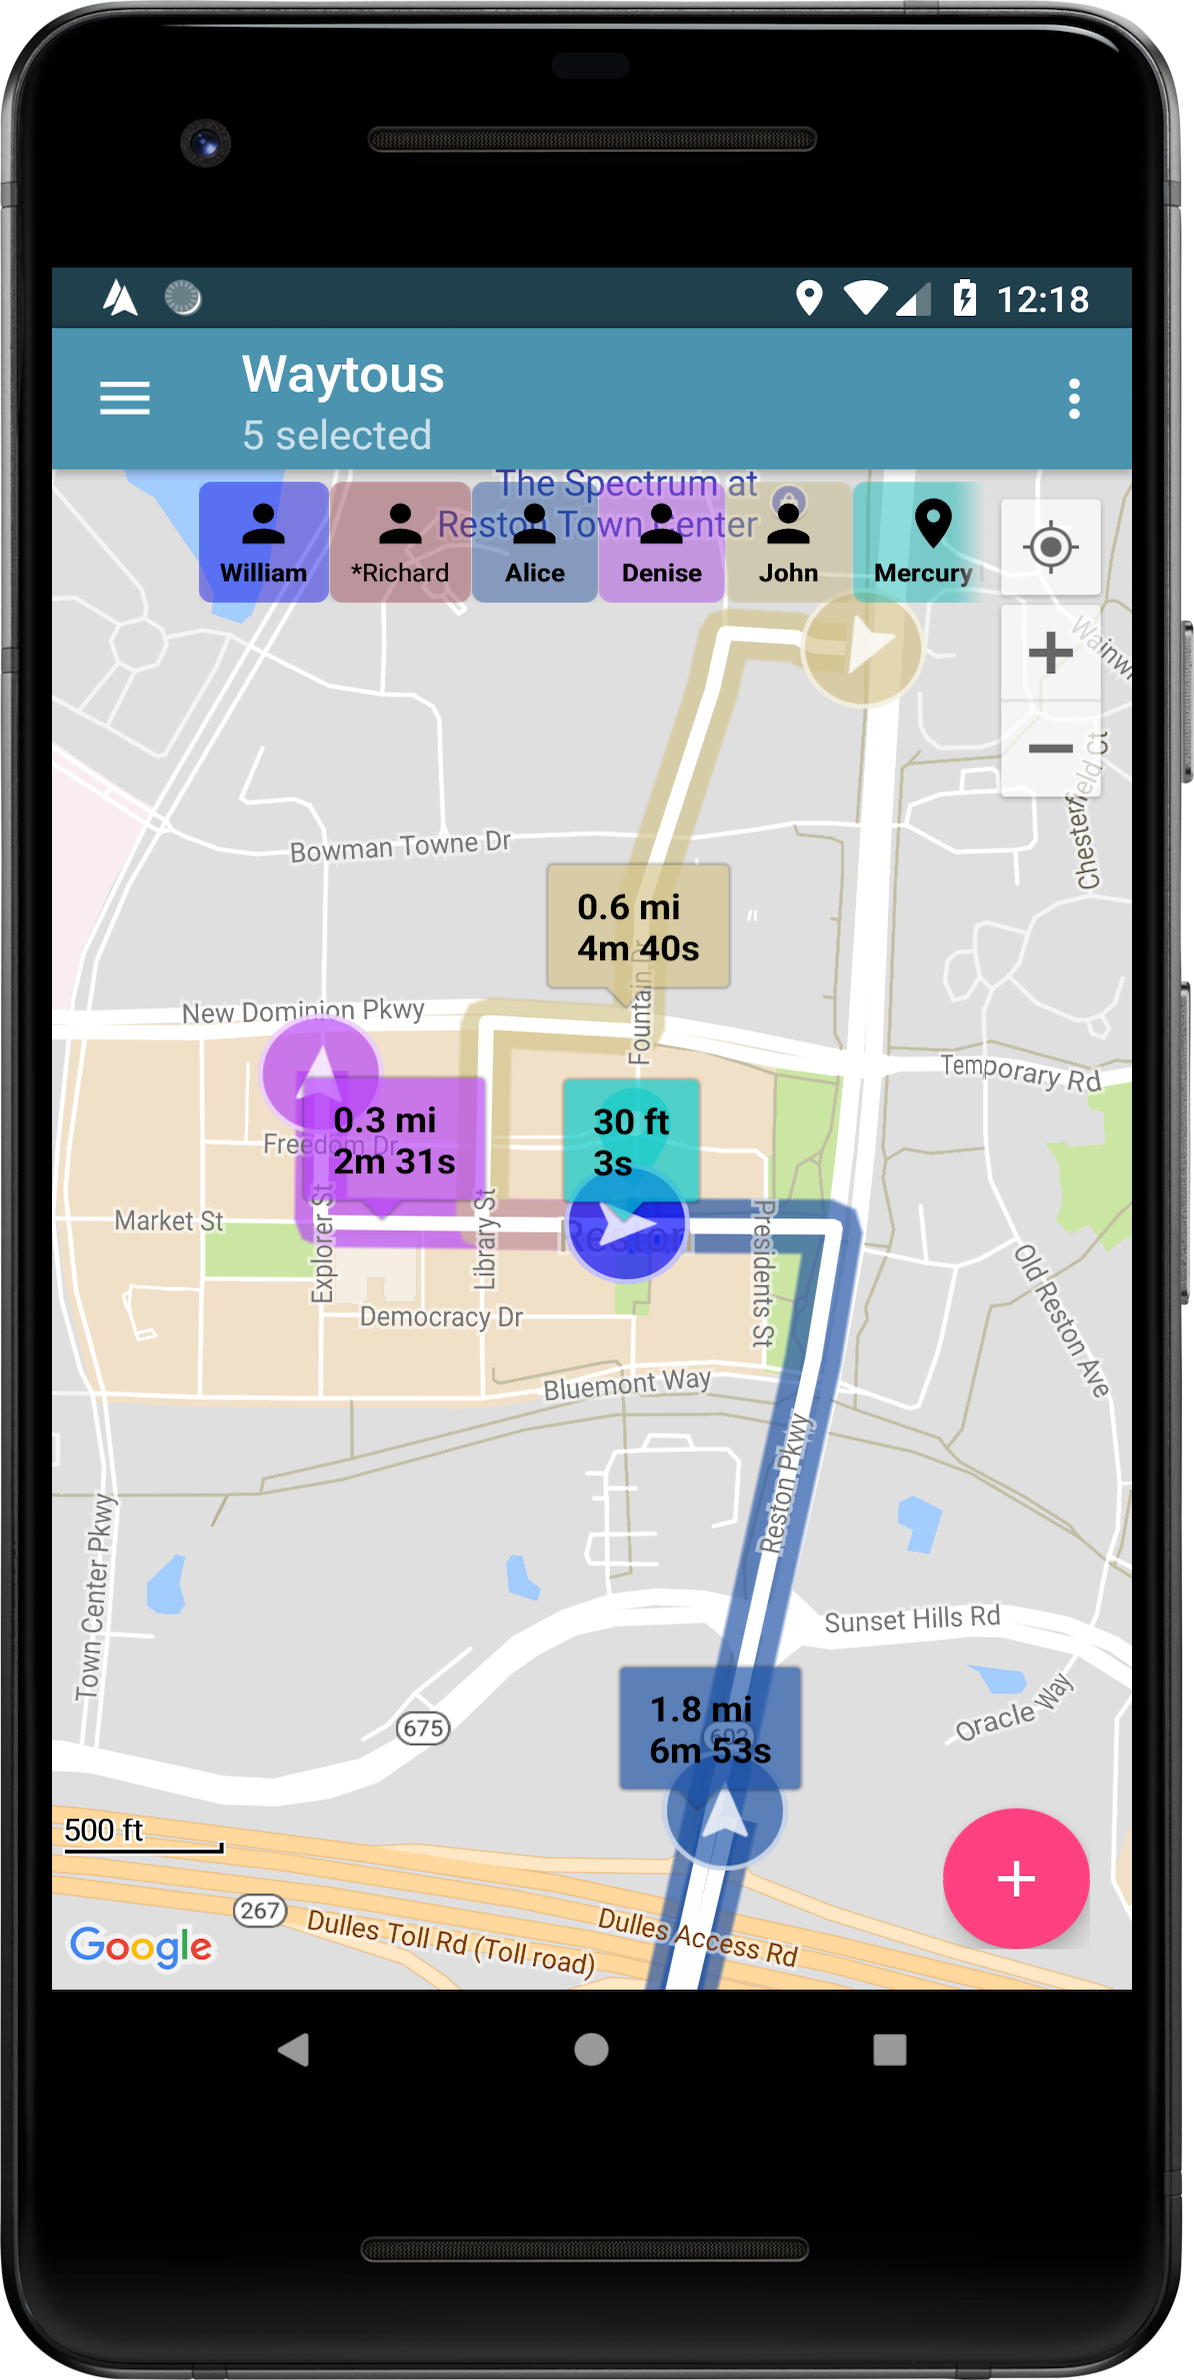 12:18
Waytous
5 selected
The Spectrum at
Reston Town Center
William
*Richard
Alice
Denise
John
Mercury
Chesterfield Ct
Bowman Towne Dr
0.6 mi
4m 40s
Fountain Dr
New Dominion Pkwy
Temporary Rd
0.3 mi
2m 31s
30 ft
3s
Freedom Dr
Market St
Explorer St
Library St
Reston
Presidents St
Old Reston Ave
Democracy Dr
Bluemont Way
Reston Pkwy
Town Center Pkwy
Sunset Hills Rd
Oracle Way
1.8 mi
6m 53s
602
675
500 ft
267
Dulles Toll Rd (Toll road)
Dulles Access Rd
Google